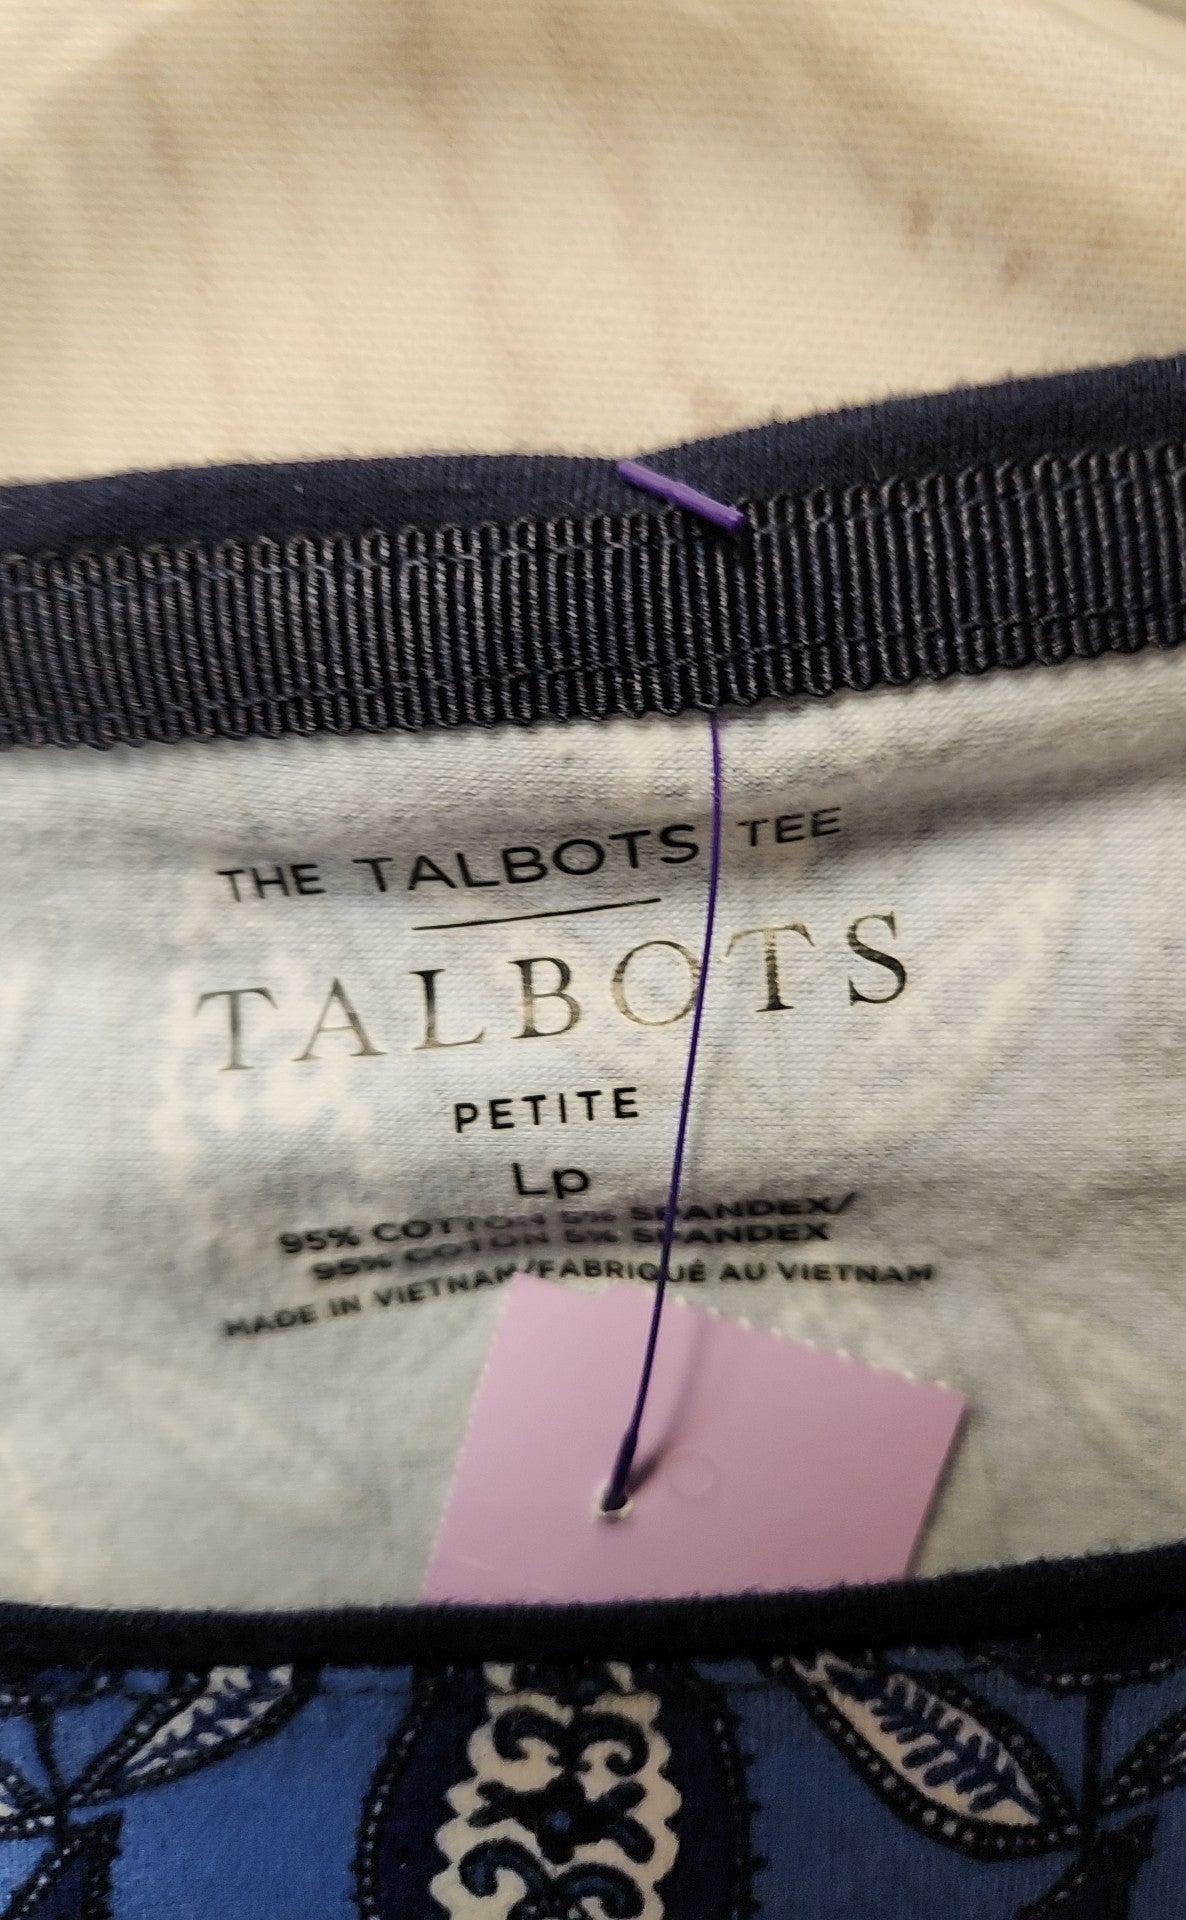 THE TALBOTS TEE
TALBOTS
PETITE
Lp
95% COTTON 5% SPANDEX/
95% COTON 5% SPANDEX
MADE IN VIETNAM/FABRIQUÉ AU VIETNAM